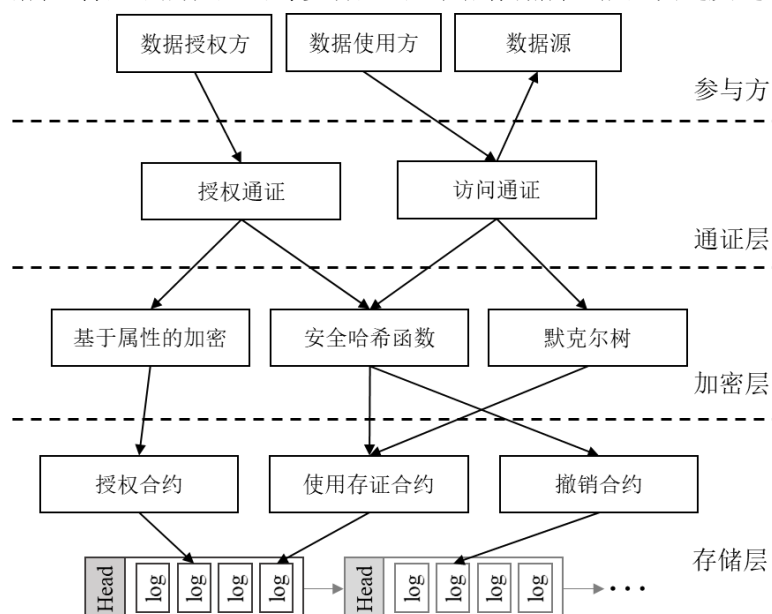 数据授权方 数据使用方 数据源
参与方
授权通证 访问通证
通证层
基于属性的加密 安全哈希函数 默克尔树
加密层
授权合约 使用存证合约 撤销合约
存储层
Head log log log log Head log log log log ···